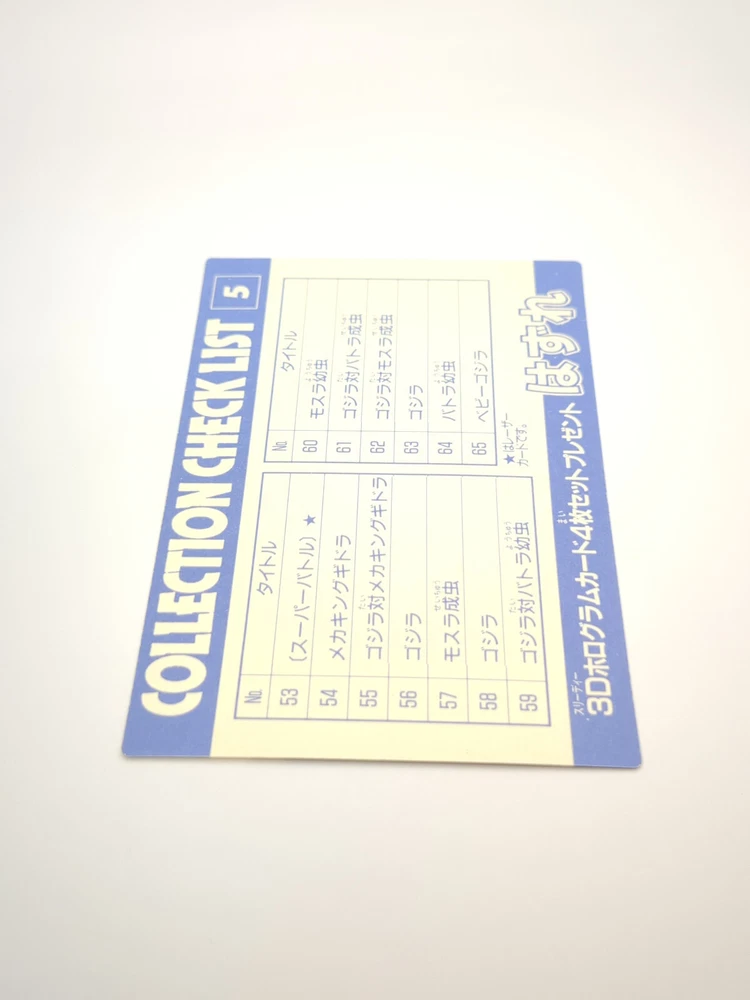 COLLECTION CHECK LIST 5
No. タイトル
53 (スーパーバトル)★
54 メカキングギドラ
55 ゴジラ対メカキングギドラ
56 ゴジラ
57 モスラ成虫
58 ゴジラ
59 ゴジラ対バトラ幼虫
No. タイトル
60 モスラ幼虫
61 ゴジラ対バトラ成虫
62 ゴジラ対モスラ成虫
63 ゴジラ
64 バトラ幼虫
65 ベビーゴジラ
★はレーザー
カードです。
3Dホログラムカード4枚セットプレゼント はずれ